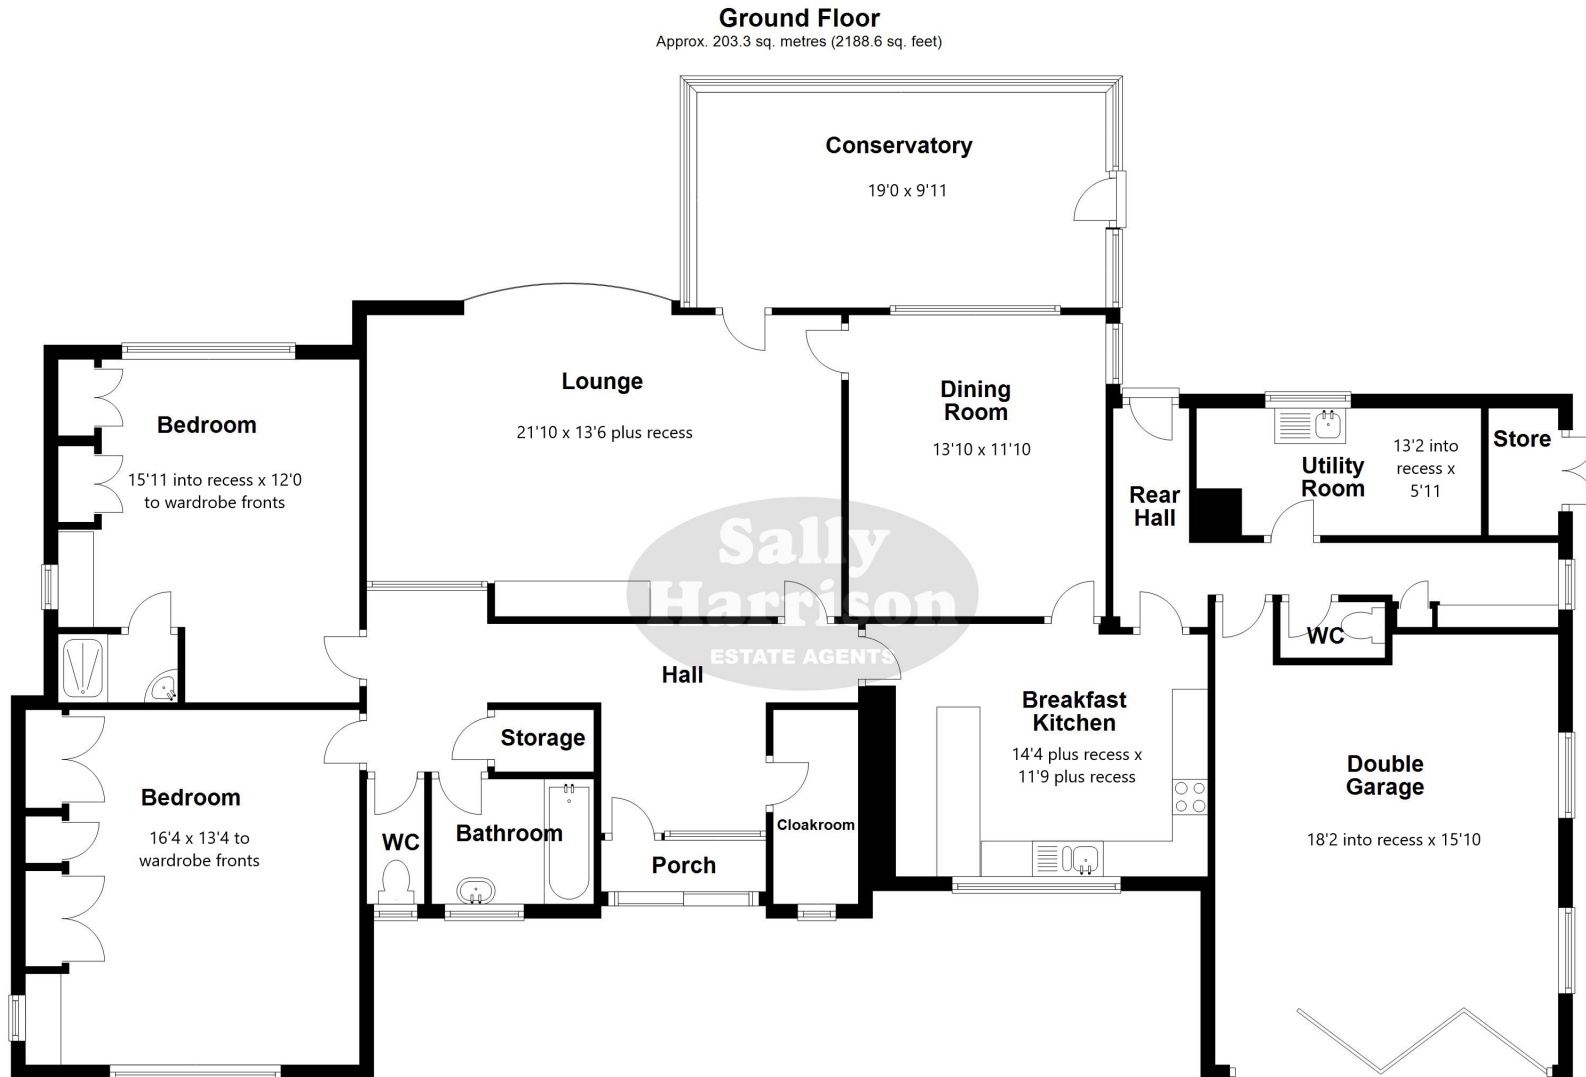 Ground Floor
Approx. 203.3 sq. metres (2188.6 sq. feet)
Conservatory
19'0 x 9'11
Lounge
21'10 x 13'6 plus recess
Dining
Room
13'10 x 11'10
Bedroom
15'11 into recess x 12'0
to wardrobe fronts
Rear
Hall
Utility
Room
13'2 into
recess x
5'11
Store
Sally
Harrison
ESTATE AGENTS
Hall
WC
Breakfast
Kitchen
14'4 plus recess x
11'9 plus recess
Storage
Bedroom
16'4 x 13'4 to
wardrobe fronts
WC
Bathroom
Porch
Cloakroom
Double
Garage
18'2 into recess x 15'10